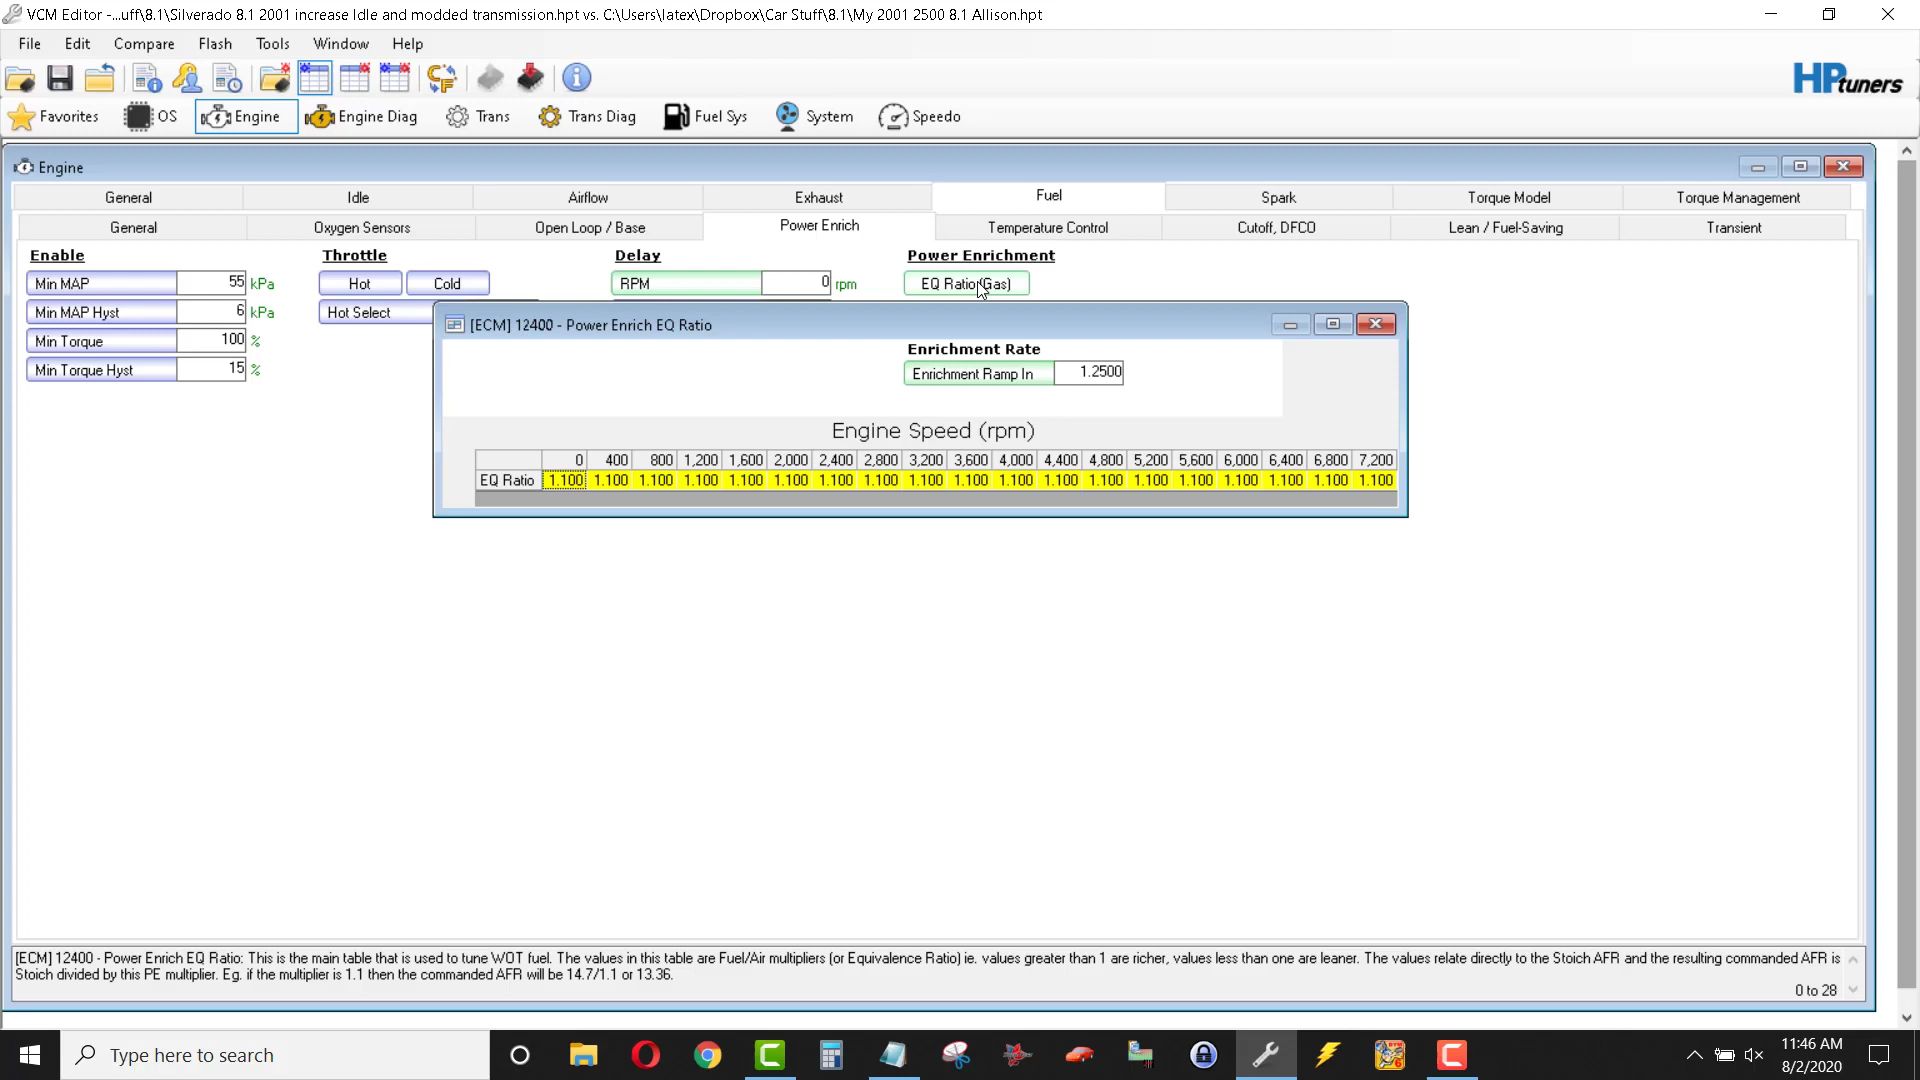 VCM Editor -...uff\8.1\Silverado 8.1 2001 increase Idle and modded transmission.hpt vs. C:\Users\latex\Dropbox\Car Stuff\8.1\My 2001 2500 8.1 Allison.hpt
File Edit Compare Flash Tools Window Help
HPtuners
Favorites OS Engine Engine Diag Trans Trans Diag Fuel Sys System Speedo
Engine
General Idle Airflow Exhaust Fuel Spark Torque Model Torque Management
General Oxygen Sensors Open Loop / Base Power Enrich Temperature Control Cutoff, DFCO Lean / Fuel-Saving Transient
Enable Throttle Delay Power Enrichment
Min MAP 55 kPa Hot Cold RPM 0 rpm EQ Ratio (Gas)
Min MAP Hyst 6 kPa Hot Select
Min Torque 100 %
Min Torque Hyst 15 %
[ECM] 12400 - Power Enrich EQ Ratio
Enrichment Rate
Enrichment Ramp In 1.2500
Engine Speed (rpm)
0 400 800 1,200 1,600 2,000 2,400 2,800 3,200 3,600 4,000 4,400 4,800 5,200 5,600 6,000 6,400 6,800 7,200
EQ Ratio 1.100 1.100 1.100 1.100 1.100 1.100 1.100 1.100 1.100 1.100 1.100 1.100 1.100 1.100 1.100 1.100 1.100 1.100 1.100
[ECM] 12400 - Power Enrich EQ Ratio: This is the main table that is used to tune WOT fuel. The values in this table are Fuel/Air multipliers (or Equivalence Ratio) ie. values greater than 1 are richer, values less than one are leaner. The values relate directly to the Stoich AFR and the resulting commanded AFR is
Stoich divided by this PE multiplier. Eg. if the multiplier is 1.1 then the commanded AFR will be 14.7/1.1 or 13.36.
0 to 28
Type here to search
11:46 AM
8/2/2020